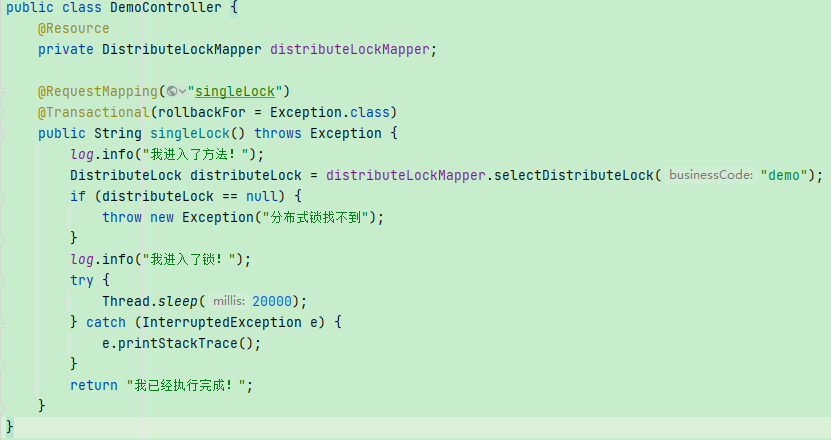 public class DemoController {
@Resource
private DistributeLockMapper distributeLockMapper;
@RequestMapping("singleLock")
@Transactional(rollbackFor = Exception.class)
public String singleLock() throws Exception {
log.info("我进入了方法！");
DistributeLock distributeLock = distributeLockMapper.selectDistributeLock( businessCode: "demo");
if (distributeLock == null) {
throw new Exception("分布式锁找不到");
}
log.info("我进入了锁！");
try {
Thread.sleep( millis: 20000);
} catch (InterruptedException e) {
e.printStackTrace();
}
return "我已经执行完成！";
}
}